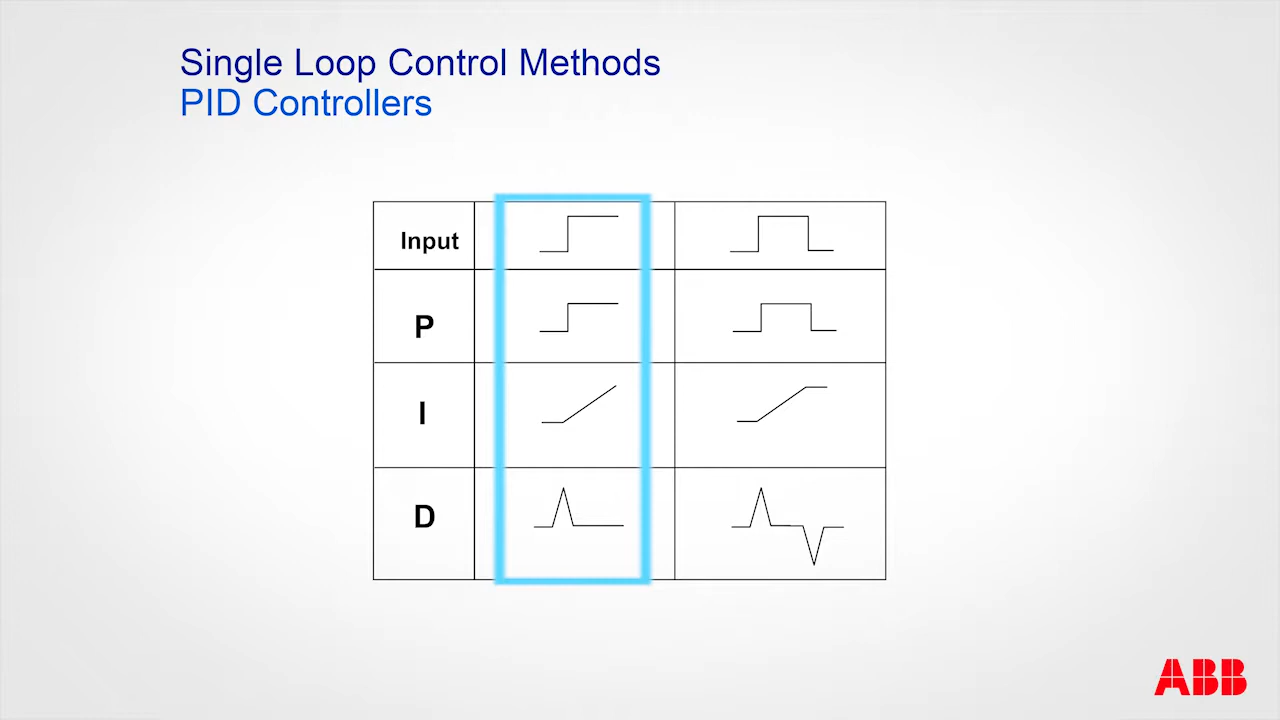 Single Loop Control Methods
PID Controllers
Input
P
I
D
ABB